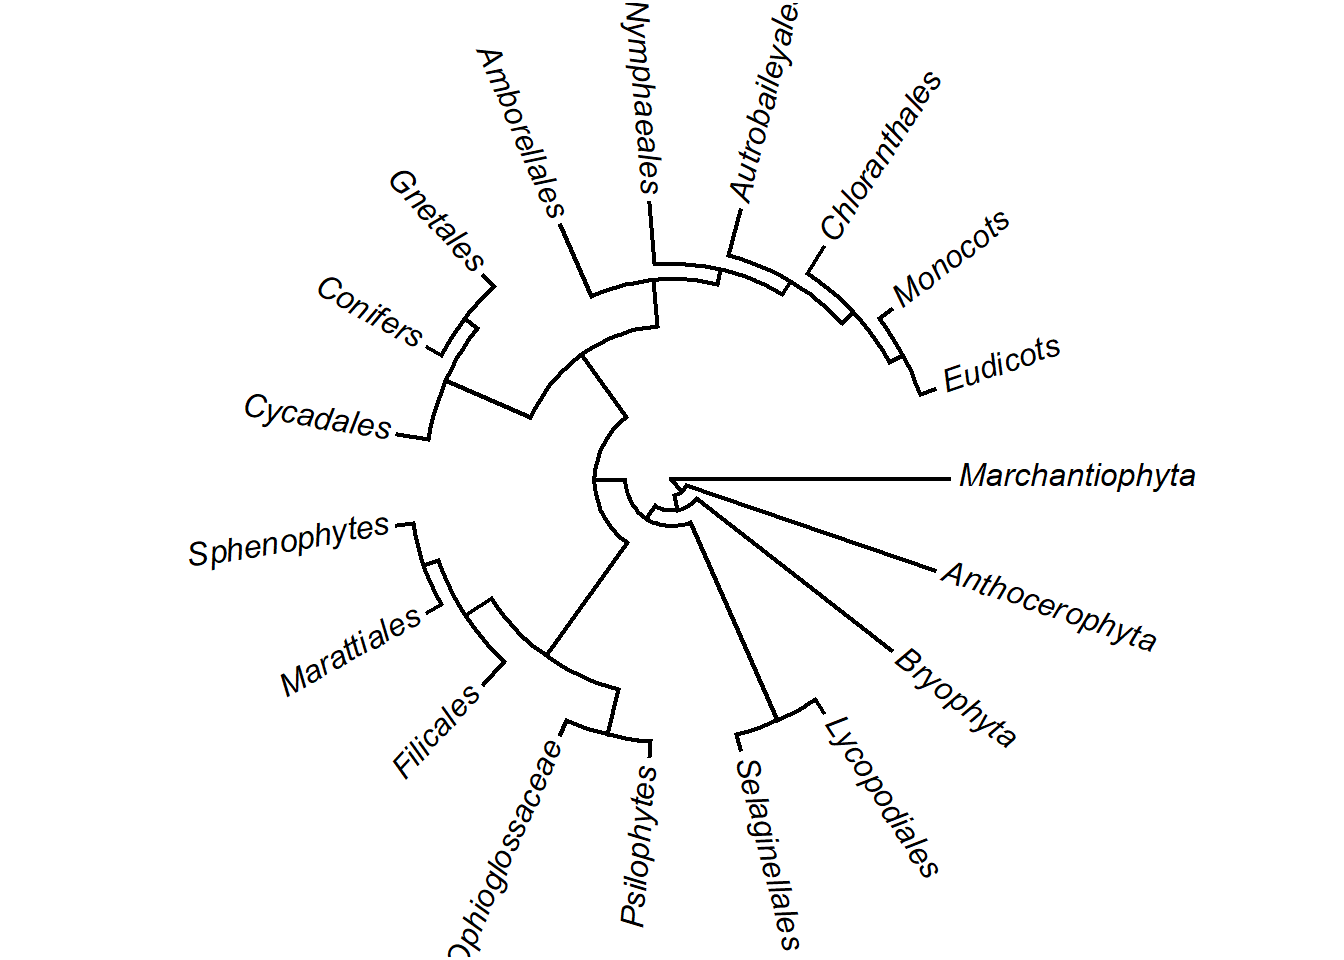 Nymphaeales
Autrobaileyales
Amborellales
Chloranthales
Gnetales
Monocots
Conifers
Eudicots
Cycadales
Marchantiophyta
Sphenophytes
Anthocerophyta
Marattiales
Bryophyta
Filicales
Lycopodiales
Ophioglossaceae
Psilophytes
Selaginellales